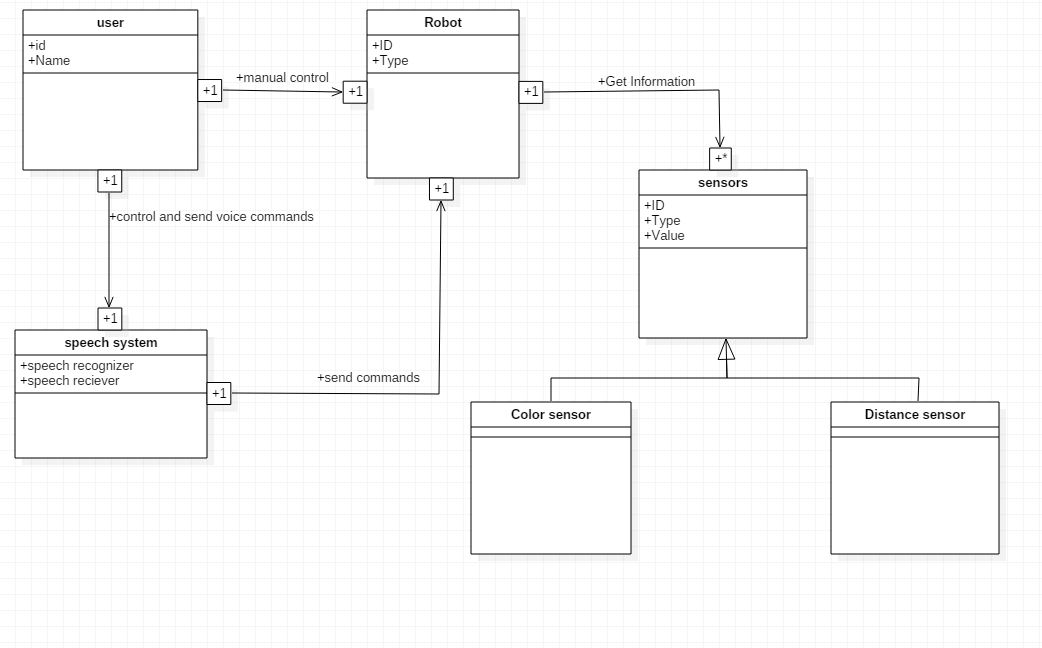 user
+id
+Name
+1
+manual control
+1
Robot
+ID
+Type
+1
+Get Information
+*
sensors
+ID
+Type
+Value
+1
+control and send voice commands
+1
speech system
+speech recognizer
+speech reciever
+1
+send commands
+1
Color sensor
Distance sensor